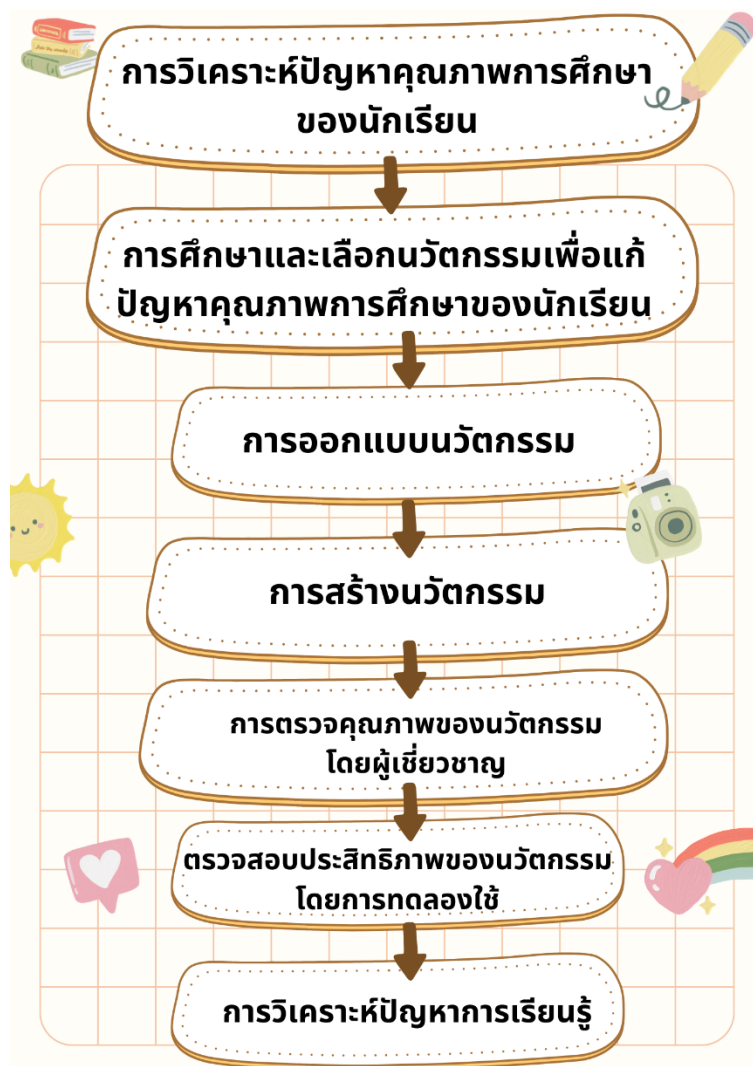 การวิเคราะห์ปัญหาคุณภาพการศึกษา
ของนักเรียน
การศึกษาและเลือกนวัตกรรมเพื่อแก้
ปัญหาคุณภาพการศึกษาของนักเรียน
การออกแบบนวัตกรรม
การสร้างนวัตกรรม
การตรวจคุณภาพของนวัตกรรม
โดยผู้เชี่ยวชาญ
ตรวจสอบประสิทธิภาพของนวัตกรรม
โดยการทดลองใช้
การวิเคราะห์ปัญหาการเรียนรู้